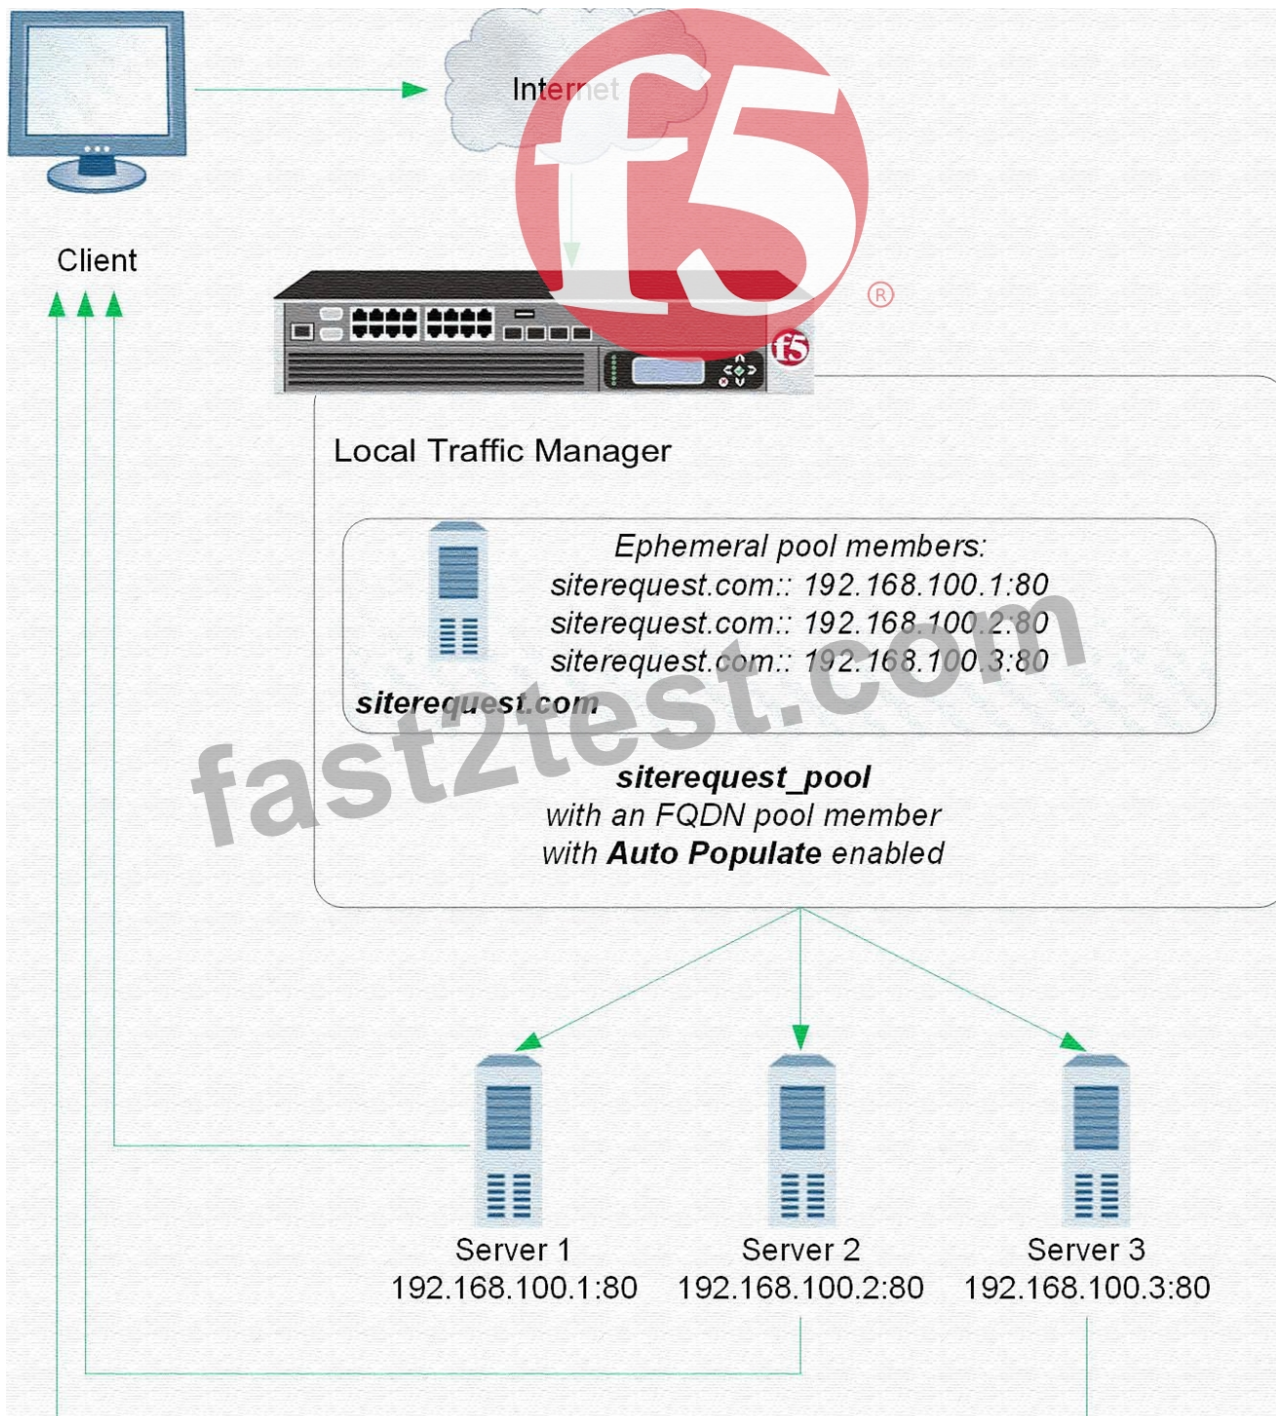 Internet
f5
®
Client
f5
Local Traffic Manager
Ephemeral pool members:
siterequest.com:: 192.168.100.1:80
siterequest.com:: 192.168.100.2:80
siterequest.com:: 192.168.100.3:80
siterequest.com
fast2test.com
siterequest_pool
with an FQDN pool member
with Auto Populate enabled
Server 1
192.168.100.1:80
Server 2
192.168.100.2:80
Server 3
192.168.100.3:80